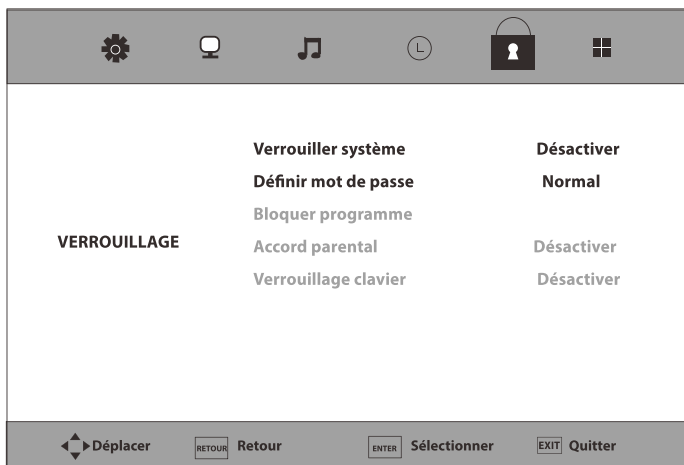 Verrouiller système Désactiver
Définir mot de passe Normal
Bloquer programme
VERROUILLAGE
Accord parental Désactiver
Verrouillage clavier Désactiver
Déplacer RETOUR Retour ENTER Sélectionner EXIT Quitter